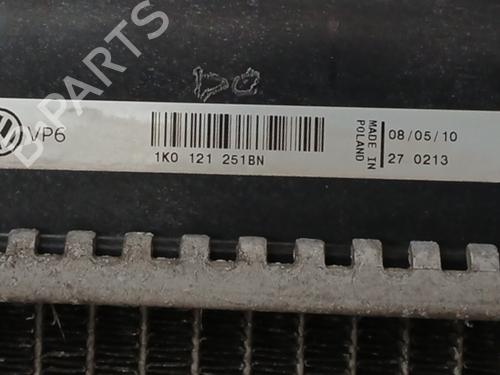 B-PARTS
VP6
1K0 121 251BN
MADE IN
POLAND
08/05/10
27 0213